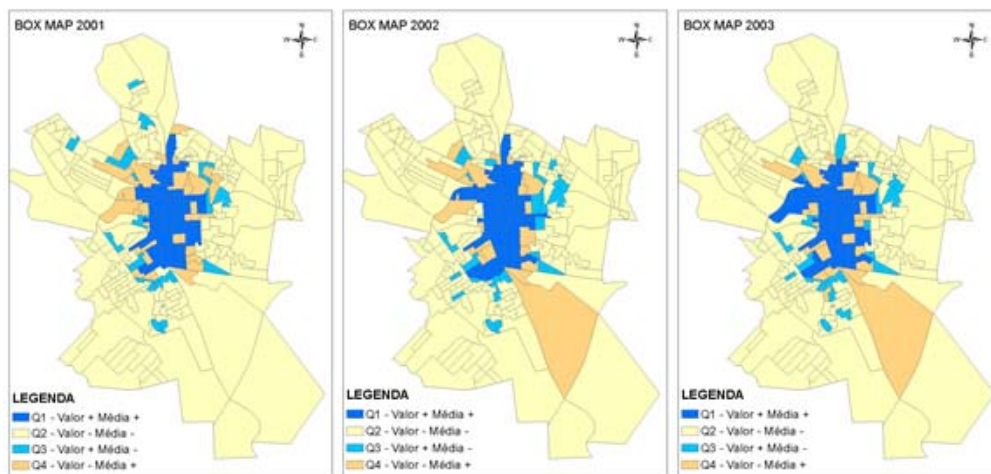 BOX MAP 2001
N
W E
S
LEGENDA
Q1 - Valor + Média +
Q2 - Valor - Média -
Q3 - Valor + Média -
Q4 - Valor - Média +
BOX MAP 2002
N
W E
S
LEGENDA
Q1 - Valor + Média +
Q2 - Valor - Média -
Q3 - Valor + Média -
Q4 - Valor - Média +
BOX MAP 2003
N
W E
S
LEGENDA
Q1 - Valor + Média +
Q2 - Valor - Média -
Q3 - Valor + Média -
Q4 - Valor - Média +